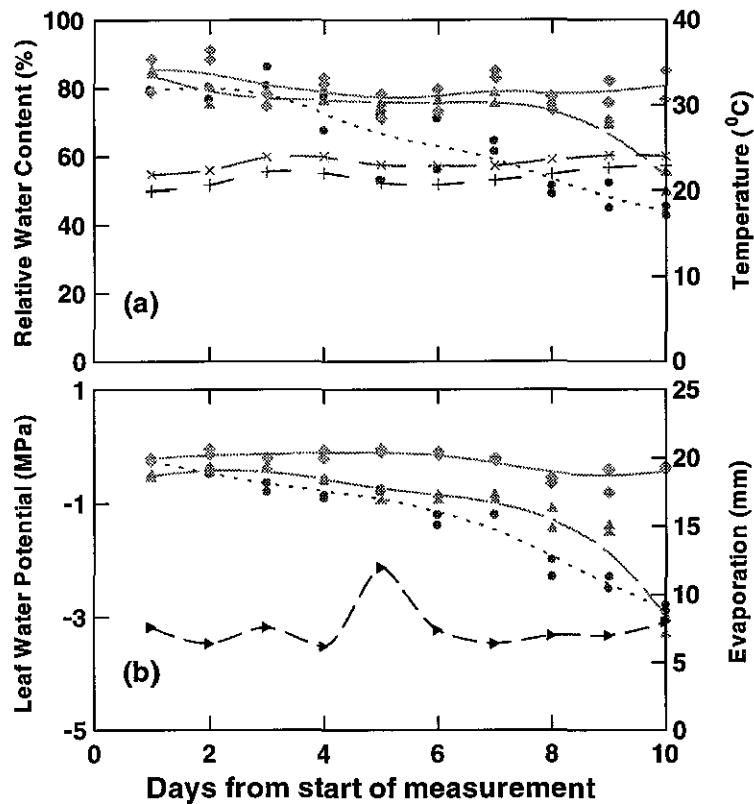 100
80
60
40
20
0
Relative Water Content (%)
(a)
40
30
20
10
0
Temperature (⁰C)
1
-1
-3
-5
Leaf Water Potential (MPa)
(b)
25
20
15
10
5
0
Evaporation (mm)
0 2 4 6 8 10
Days from start of measurement